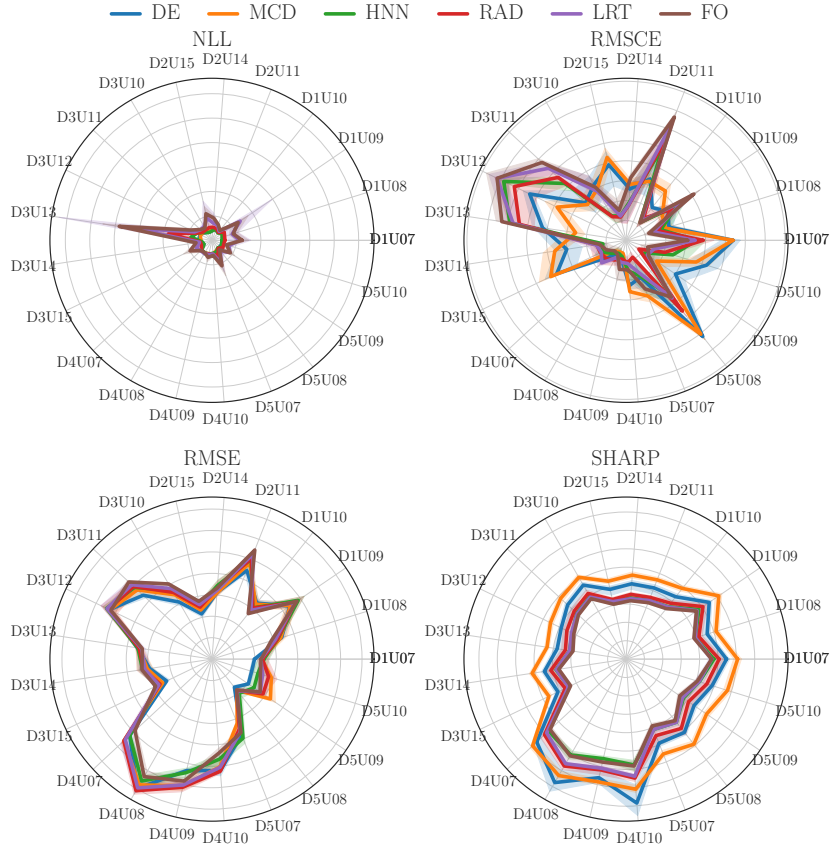 DE MCD HNN RAD LRT FO
NLL
D1U07
D1U08
D1U09
D1U10
D2U11
D2U14
D2U15
D3U10
D3U11
D3U12
D3U13
D3U14
D3U15
D4U07
D4U08
D4U09
D4U10
D5U07
D5U08
D5U09
D5U10
D1U07
RMSCE
D1U07
D1U08
D1U09
D1U10
D2U11
D2U14
D2U15
D3U10
D3U11
D3U12
D3U13
D3U14
D3U15
D4U07
D4U08
D4U09
D4U10
D5U07
D5U08
D5U09
D5U10
D1U07
RMSE
D1U07
D1U08
D1U09
D1U10
D2U11
D2U14
D2U15
D3U10
D3U11
D3U12
D3U13
D3U14
D3U15
D4U07
D4U08
D4U09
D4U10
D5U07
D5U08
D5U09
D5U10
D1U07
SHARP
D1U07
D1U08
D1U09
D1U10
D2U11
D2U14
D2U15
D3U10
D3U11
D3U12
D3U13
D3U14
D3U15
D4U07
D4U08
D4U09
D4U10
D5U07
D5U08
D5U09
D5U10
D1U07